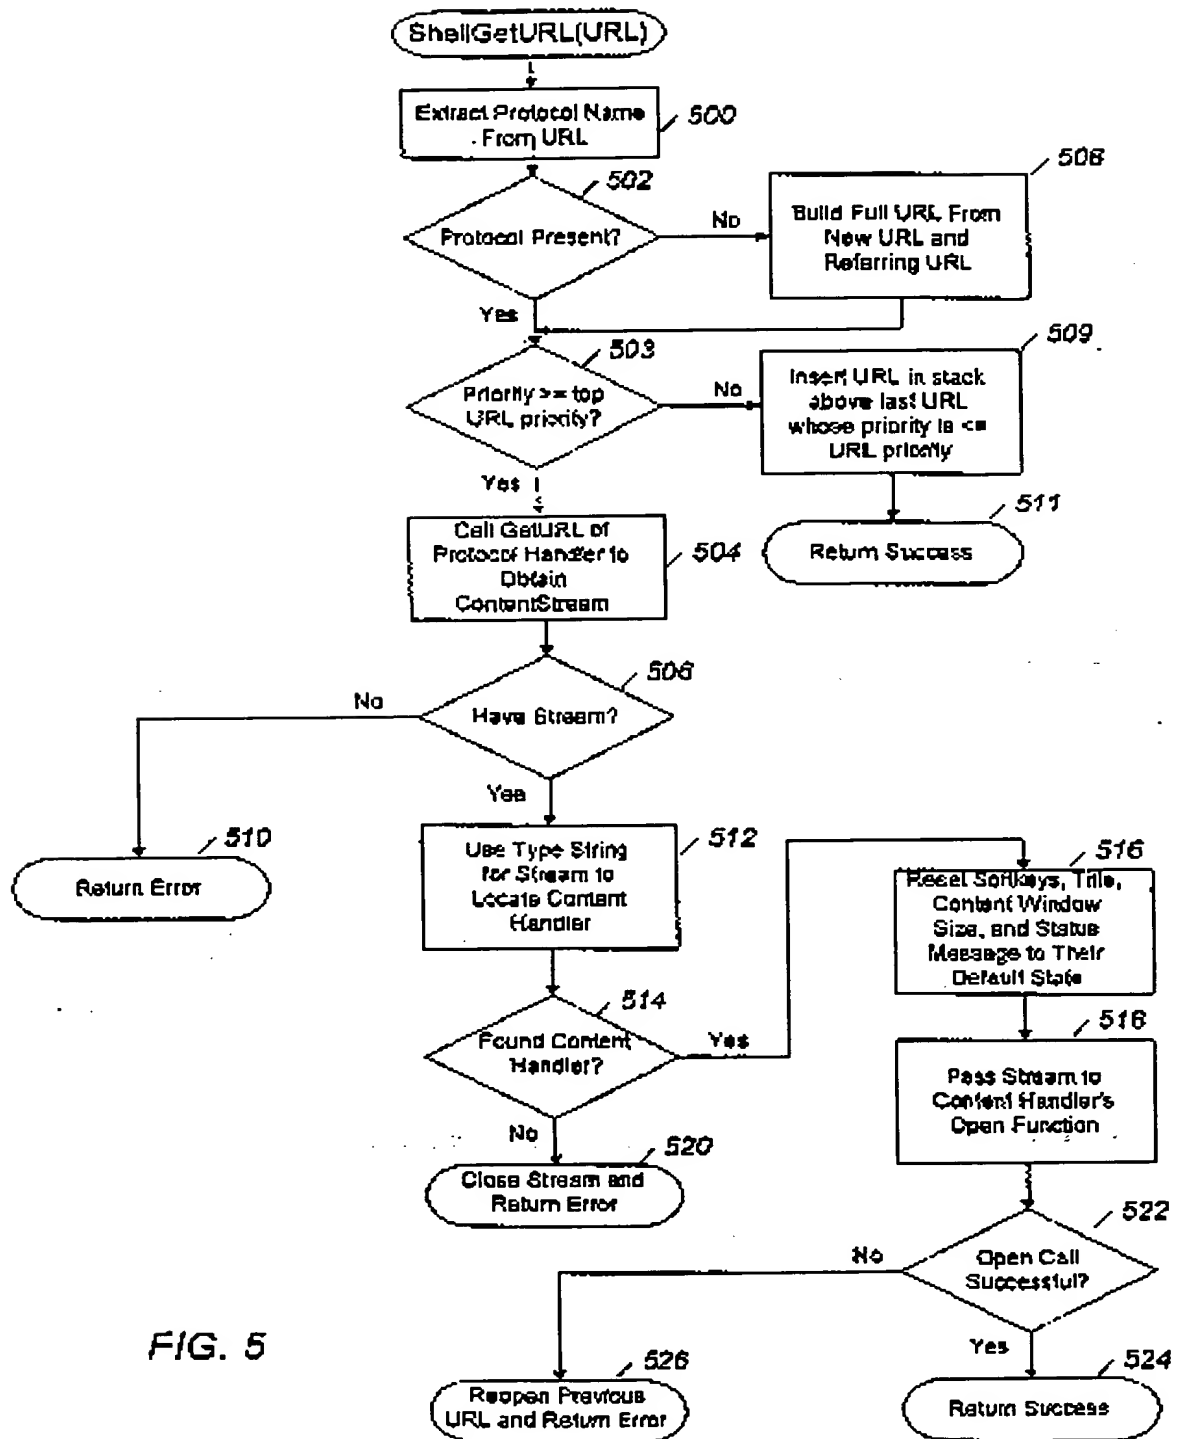 ShellGetURL(URL)
Extract Protocol Name
From URL
500
502
Protocol Present?
No
508
Build Full URL From
New URL and
Referring URL
Yes
503
Priority >= top
URL priority?
No
509
Insert URL in stack
above last URL
whose priority is <=
URL priority
511
Return Success
Yes
Call GetURL of
Protocol Handler to
Obtain
ContentStream
504
506
Have Stream?
No
510
Return Error
Yes
Use Type String
for Stream to
Locate Content
Handler
512
514
Found Content
Handler?
Yes
516
Reset Softkeys, Title,
Content Window
Size, and Status
Message to Their
Default State
518
Pass Stream to
Content Handler's
Open Function
No
520
Close Stream and
Return Error
522
Open Call
Successful?
No
526
Reopen Previous
URL and Return Error
Yes
524
Return Success
FIG. 5